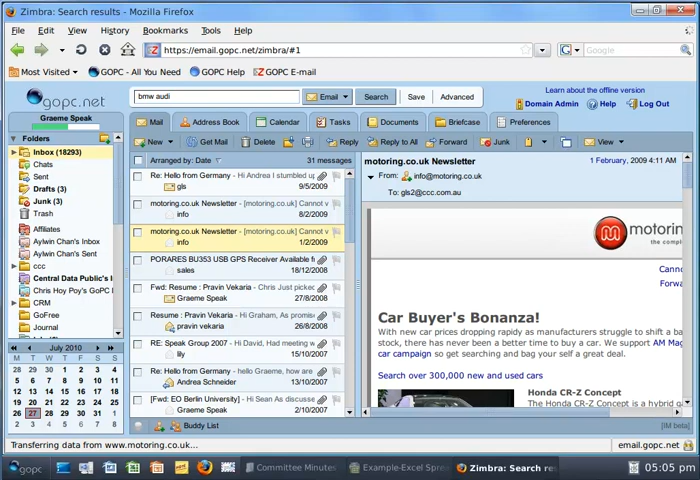 Zimbra: Search results - Mozilla Firefox
File Edit View History Bookmarks Tools Help
https://email.gopc.net/zimbra/#1
Google
Most Visited GOPC - All You Need GOPC Help GOPC E-mail
gopc.net
bmw audi
Email Search Save Advanced
Learn about the offline version
Domain Admin Help Log Out
Graeme Speak
Mail Address Book Calendar Tasks Documents Briefcase Preferences
Folders
New Get Mail Delete Reply Reply to All Forward Junk View
Inbox (18293)
Chats
Sent
Drafts (3)
Junk (3)
Trash
Affiliates
Aylwin Chan's Inbox
Aylwin Chan's Sent
ccc
Central Data Public's I
Chris Hoy Poy's GoPC I
CRM
GoFree
Journal
July 2010
M T W T F S S
28 29 30 1 2 3 4
5 6 7 8 9 10 11
12 13 14 15 16 17 18
19 20 21 22 23 24 25
26 27 28 29 30 31 1
2 3 4 5 6 7 8
Arranged by: Date 31 messages
Re: Hello from Germany - Hi Andrea I stumbled u
gls 9/5/2009
motoring.co.uk Newsletter - [motoring.co.uk] Cannot v
info 8/2/2009
motoring.co.uk Newsletter - [motoring.co.uk] Cannot v
info 1/2/2009
PORARES BU353 USB GPS Receiver Available f
sales 18/12/2008
Fwd: Resume : Pravin Vekaria - Chris Just picked
Graeme Speak 27/8/2008
Resume : Pravin Vekaria - Hi Graham, As promis
pravin vekaria 26/8/2008
RE: Speak Group 2007 - Hi David, Had meeting w
lily 15/10/2007
Re: Hello from Germany - hello Graeme, how are
Andrea Schneider 13/10/2007
[Fwd: EO Berlin University] - Hi Sean As discusse
Graeme Speak 2/10/2007
motoring.co.uk Newsletter
1 February, 2009 4:11 AM
From: info@motoring.co.uk
To: gls2@ccc.com.au
motorin
the comple
Canno
Forwa
Car Buyer's Bonanza!
With new car prices dropping rapidly as manufacturers struggle to shift a ba
stock, there has never been a better time to buy a car. We support AM Mag
car campaign so get searching and bag your self a great deal.
Search over 300,000 new and used cars
Honda CR-Z Concept
The Honda CR-Z Concept is a hybrid ga
Buddy List
[IM beta]
Transferring data from www.motoring.co.uk...
email.gopc.net
gopc Committee Minutes Example-Excel Spre Zimbra: Search res 05:05 pm